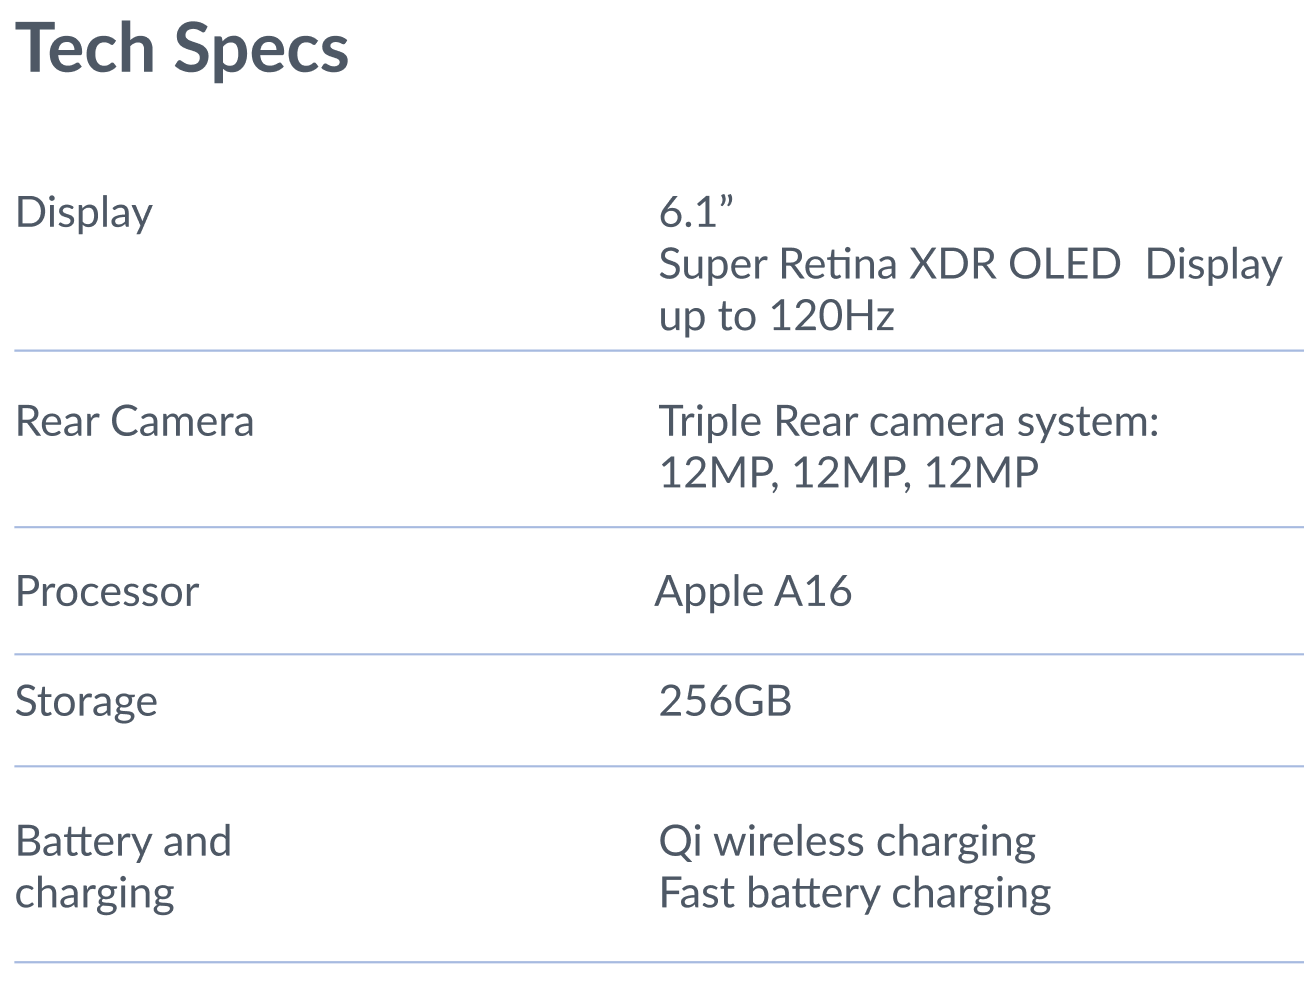 Tech Specs
Display
6.1”
Super Retina XDR OLED  Display
up to 120Hz
Rear Camera
Triple Rear camera system:
12MP, 12MP, 12MP
Processor
Apple A16
Storage
256GB
Battery and
charging
Qi wireless charging
Fast battery charging